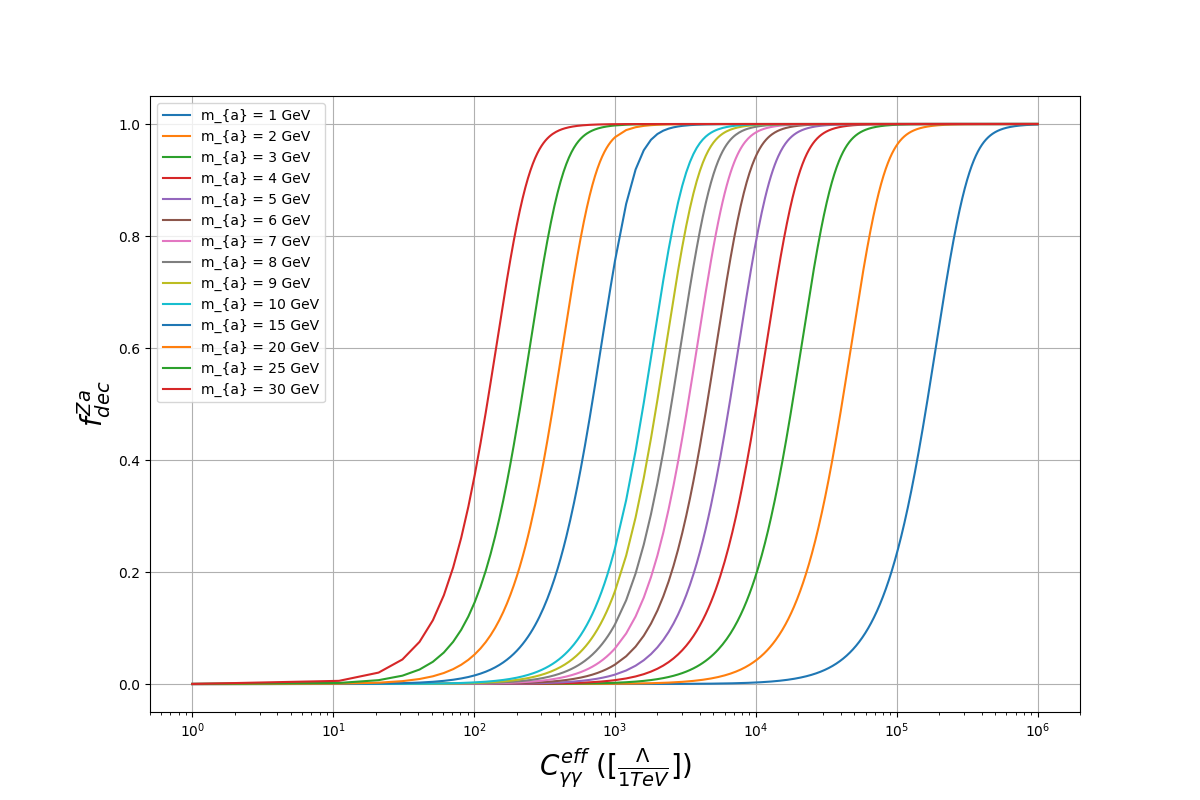 m_{a} = 1 GeV
m_{a} = 2 GeV
m_{a} = 3 GeV
m_{a} = 4 GeV
m_{a} = 5 GeV
m_{a} = 6 GeV
m_{a} = 7 GeV
m_{a} = 8 GeV
m_{a} = 9 GeV
m_{a} = 10 GeV
m_{a} = 15 GeV
m_{a} = 20 GeV
m_{a} = 25 GeV
m_{a} = 30 GeV
1.0
0.8
0.6
0.4
0.2
0.0
f_{dec}^{Za}
10^0 10^1 10^2 10^3 10^4 10^5 10^6
C_{γγ}^{eff} ([\frac{Λ}{1TeV}])